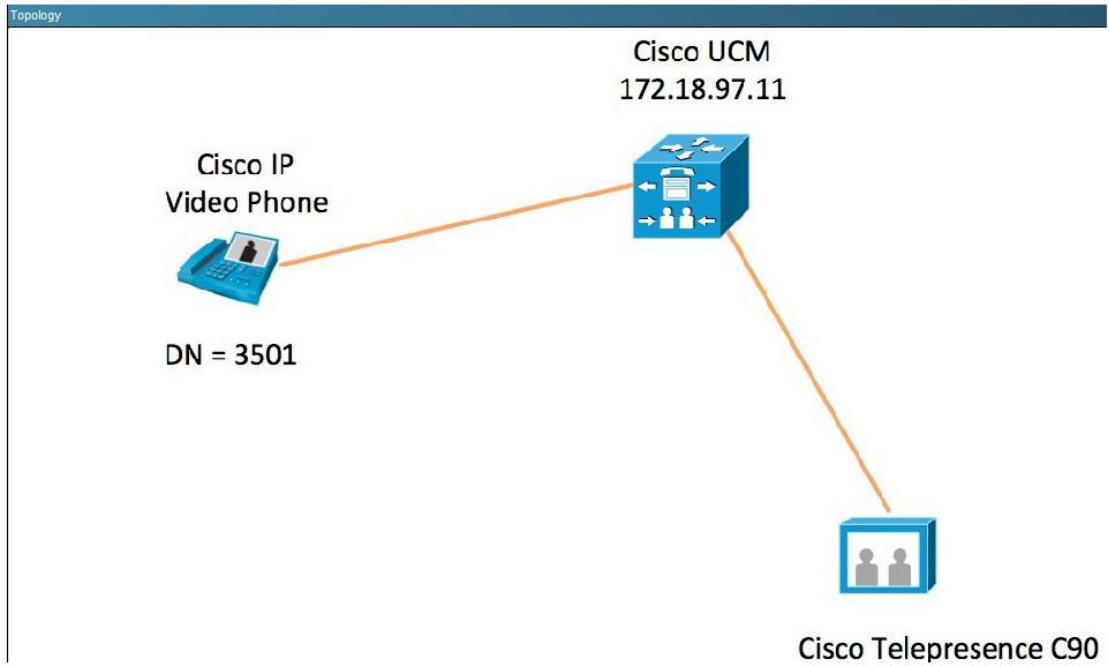 Topology
Cisco UCM
172.18.97.11
Cisco IP
Video Phone
DN = 3501
Cisco Telepresence C90